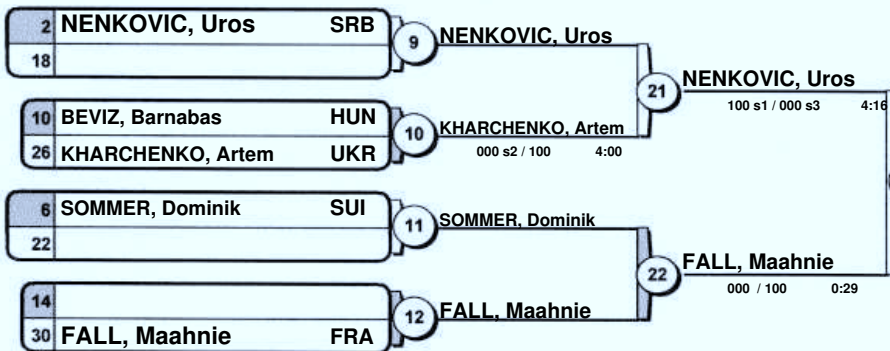 2 NENKOVIC, Uros SRB
18
9
NENKOVIC, Uros
21
NENKOVIC, Uros
100 s1 / 000 s3 4:16
10 BEVIZ, Barnabas HUN
26 KHARCHENKO, Artem UKR
10
KHARCHENKO, Artem
000 s2 / 100 4:00
6 SOMMER, Dominik SUI
22
11
SOMMER, Dominik
22
FALL, Maahnie
000 / 100 0:29
14
30 FALL, Maahnie FRA
12
FALL, Maahnie